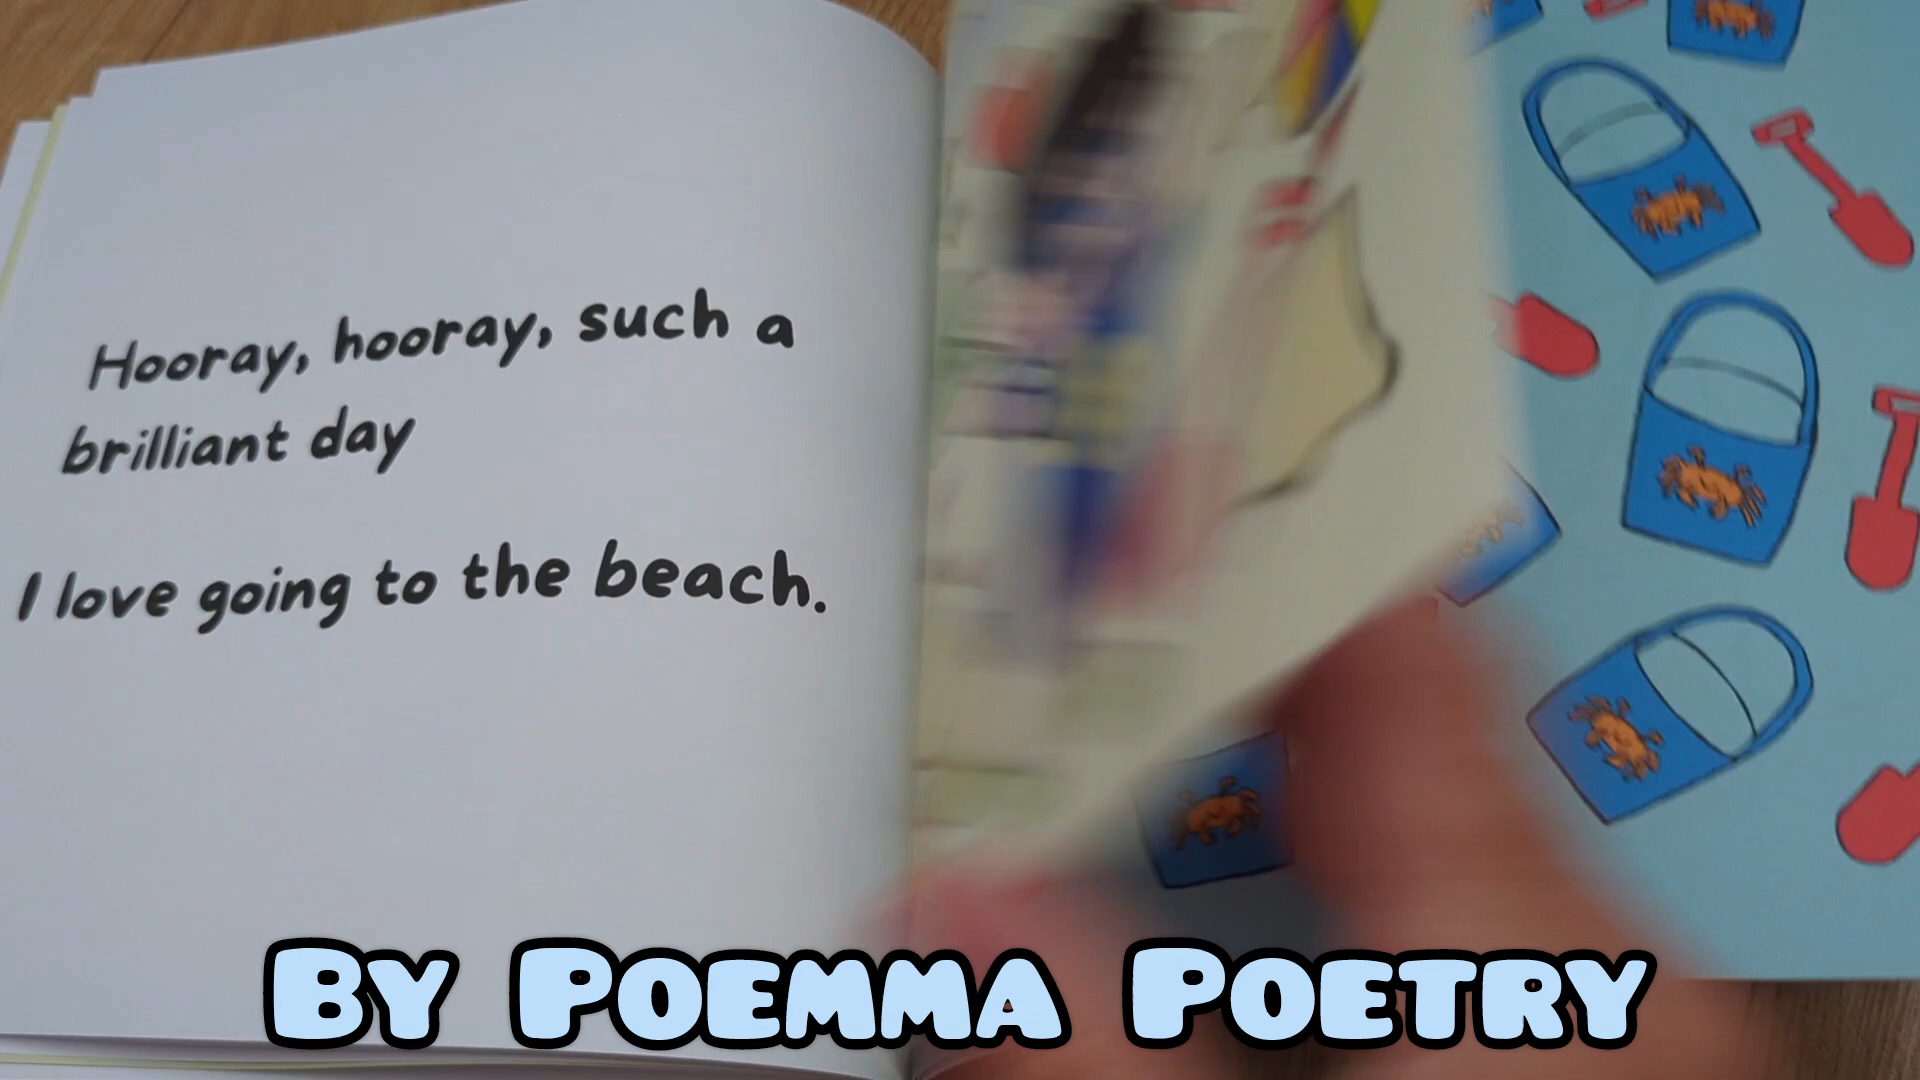 Hooray, hooray, such a
brilliant day
I love going to the beach.
By Poemma Poetry